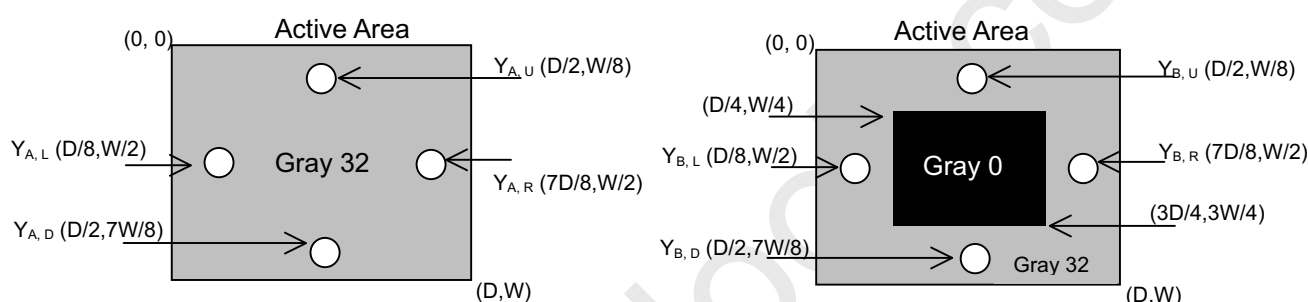 Active Area
(0, 0)
Y_A, U (D/2,W/8)
Y_A, L (D/8,W/2)
Gray 32
Y_A, R (7D/8,W/2)
Y_A, D (D/2,7W/8)
(D,W)
Active Area
(0, 0)
Y_B, U (D/2,W/8)
(D/4,W/4)
Y_B, L (D/8,W/2)
Gray 0
Y_B, R (7D/8,W/2)
(3D/4,3W/4)
Y_B, D (D/2,7W/8)
Gray 32
(D,W)